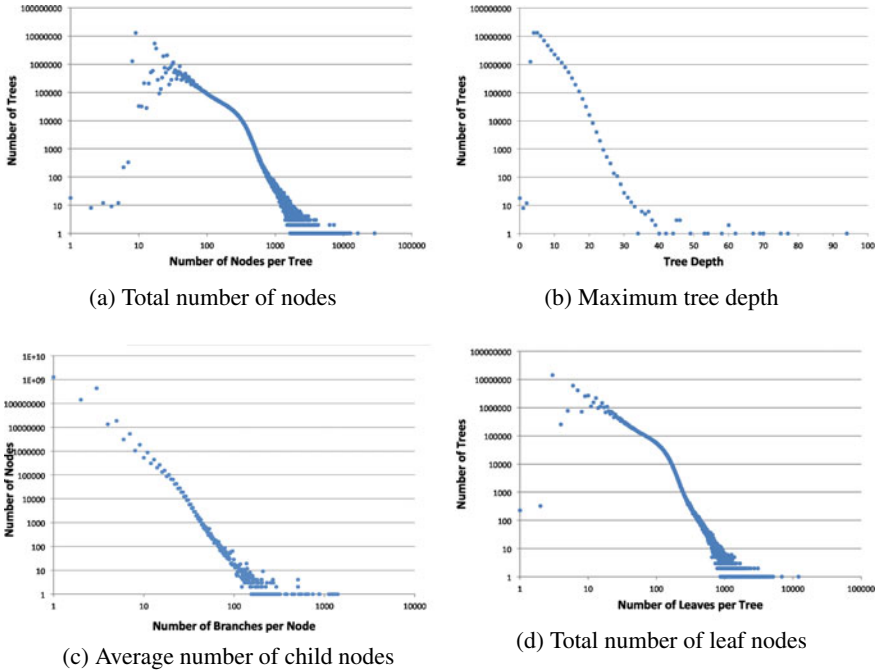 100000000
10000000
1000000
100000
10000
1000
100
10
1
Number of Trees
1 10 100 1000 10000 100000
Number of Nodes per Tree
(a) Total number of nodes
100000000
10000000
1000000
100000
10000
1000
100
10
1
Number of Trees
0 10 20 30 40 50 60 70 80 90 100
Tree Depth
(b) Maximum tree depth
1E+10
1E+09
100000000
10000000
1000000
100000
10000
1000
100
10
1
Number of Nodes
1 10 100 1000 10000
Number of Branches per Node
(c) Average number of child nodes
100000000
10000000
1000000
100000
10000
1000
100
10
1
Number of Trees
1 10 100 1000 10000 100000
Number of Leaves per Tree
(d) Total number of leaf nodes